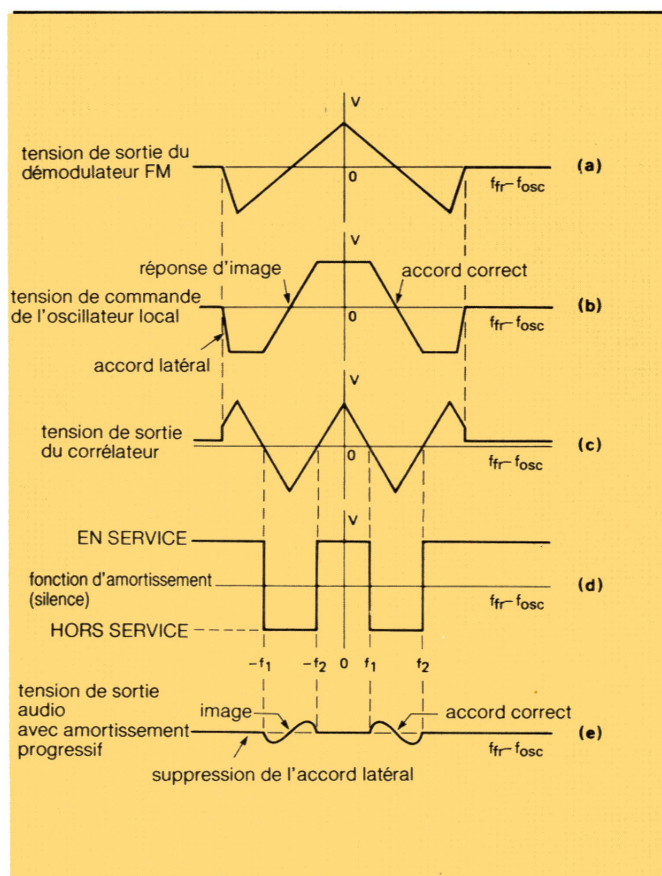 V
tension de sortie du
démodulateur FM
0
(a)
ffr–fosc
V
réponse d'image
accord correct
tension de commande
de l'oscillateur local
0
(b)
ffr–fosc
accord latéral
V
tension de sortie
du corrélateur
0
(c)
ffr–fosc
V
EN SERVICE
fonction d'amortissement
(silence)
(d)
ffr–fosc
HORS SERVICE
–f1 –f2 0 f1 f2
tension de sortie
audio
avec amortissement
progressif
image
accord correct
(e)
ffr–fosc
suppression de l'accord latéral